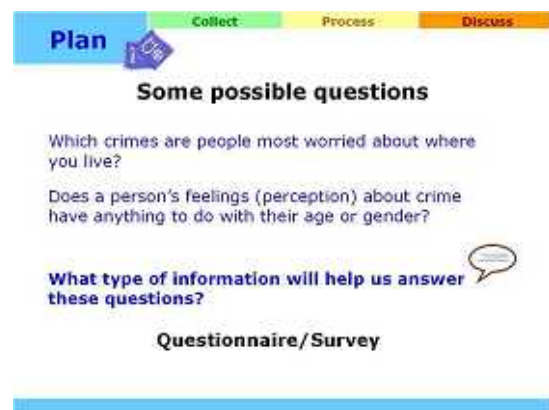 Plan
Collect
Process
Discuss
Some possible questions
Which crimes are people most worried about where
you live?
Does a person's feelings (perception) about crime
have anything to do with their age or gender?
What type of information will help us answer
these questions?
Questionnaire/Survey